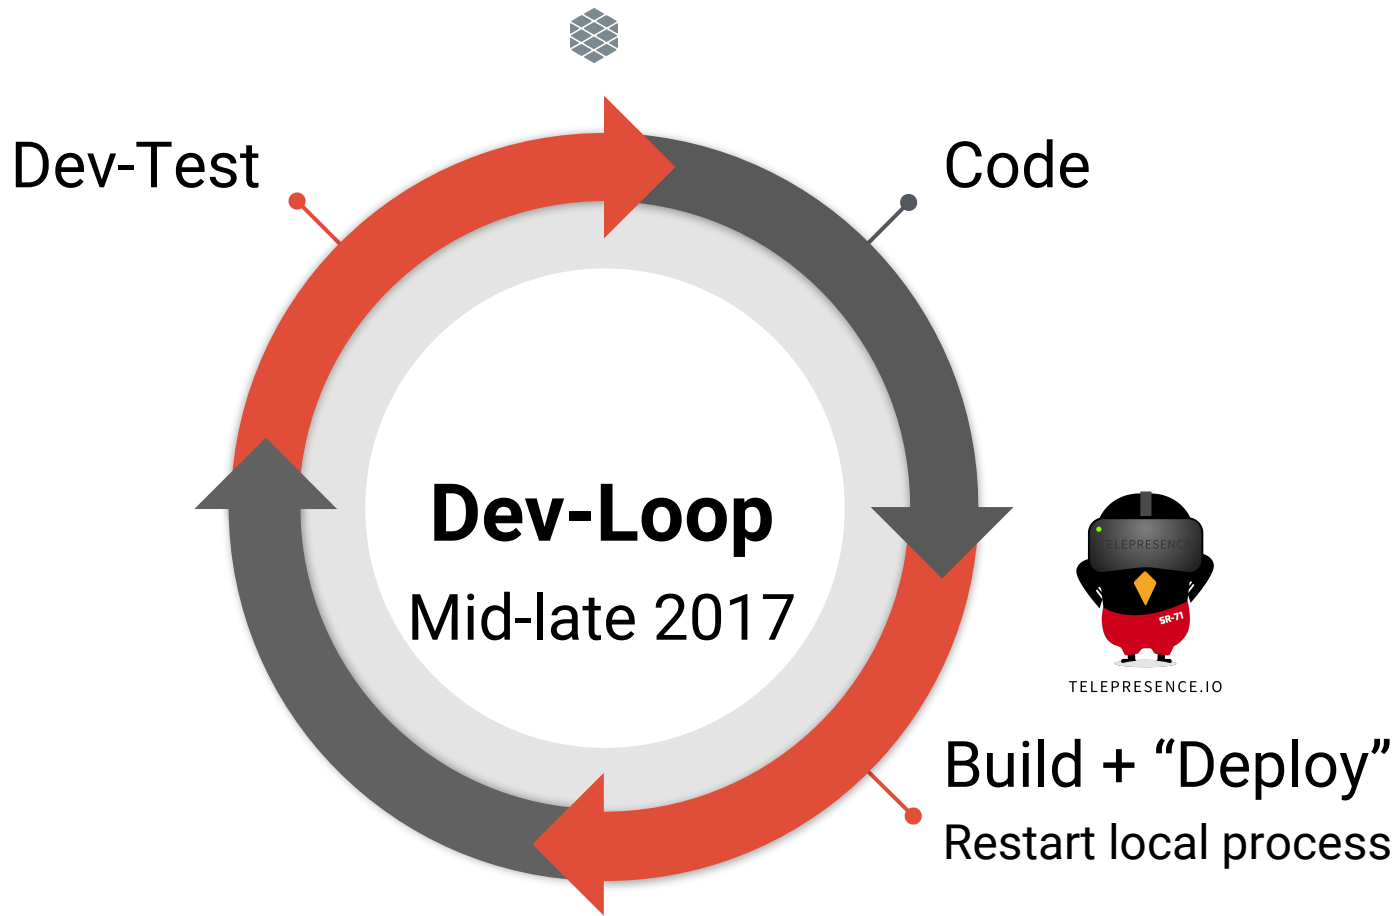 Dev-Test
Code
Dev-Loop
Mid-late 2017
TELEPRESENCE
SR-71
TELEPRESENCE.IO
Build + “Deploy”
Restart local process